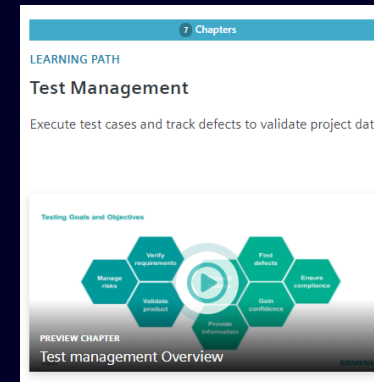 7 Chapters
LEARNING PATH
Test Management
Execute test cases and track defects to validate project dat
Testing Goals and Objectives
Verify
requirements
Find
defects
Manage
risks
Ensure
compliance
Validate
product
Gain
confidence
Provide
information
PREVIEW CHAPTER
Test management Overview
SIEMENS